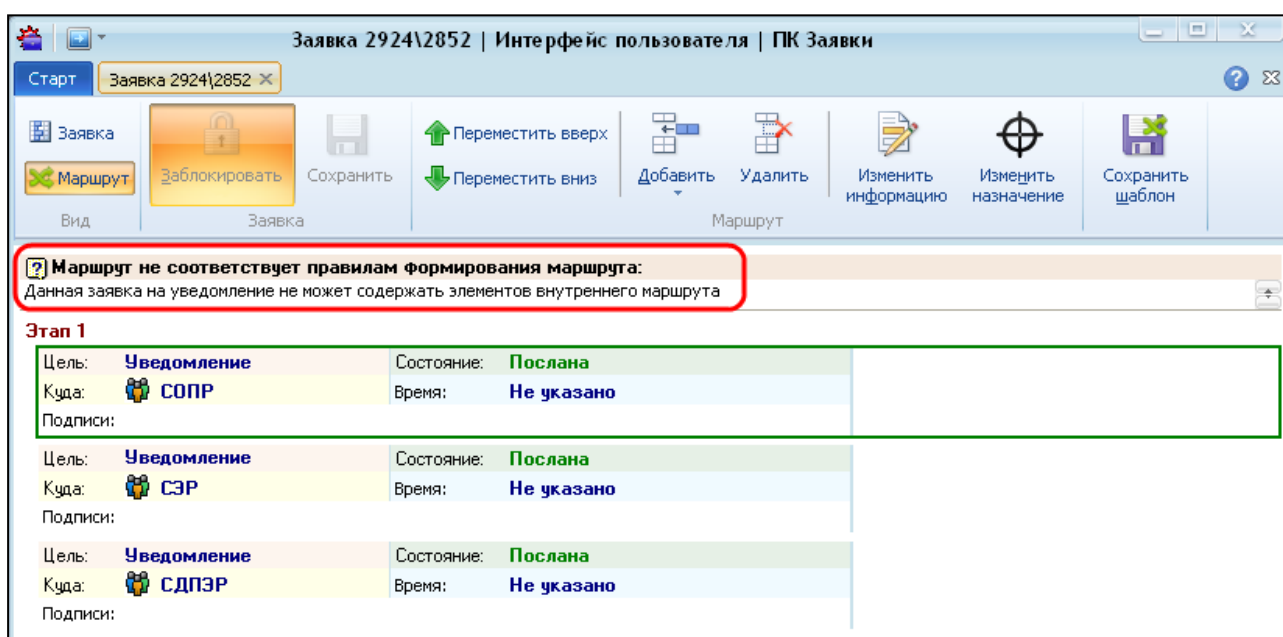 Заявка 2924\2852 | Интерфейс пользователя | ПК Заявки
Старт Заявка 2924\2852
Заявка Заблокировать Сохранить Переместить вверх Добавить Удалить Изменить информацию Изменить назначение Сохранить шаблон
Маршрут Переместить вниз
Вид Заявка Маршрут
Маршрут не соответствует правилам формирования маршрута:
Данная заявка на уведомление не может содержать элементов внутреннего маршрута
Этап 1
Цель: Уведомление Состояние: Послана
Куда: СОПР Время: Не указано
Подписи:
Цель: Уведомление Состояние: Послана
Куда: СЭР Время: Не указано
Подписи:
Цель: Уведомление Состояние: Послана
Куда: СДПЭР Время: Не указано
Подписи: